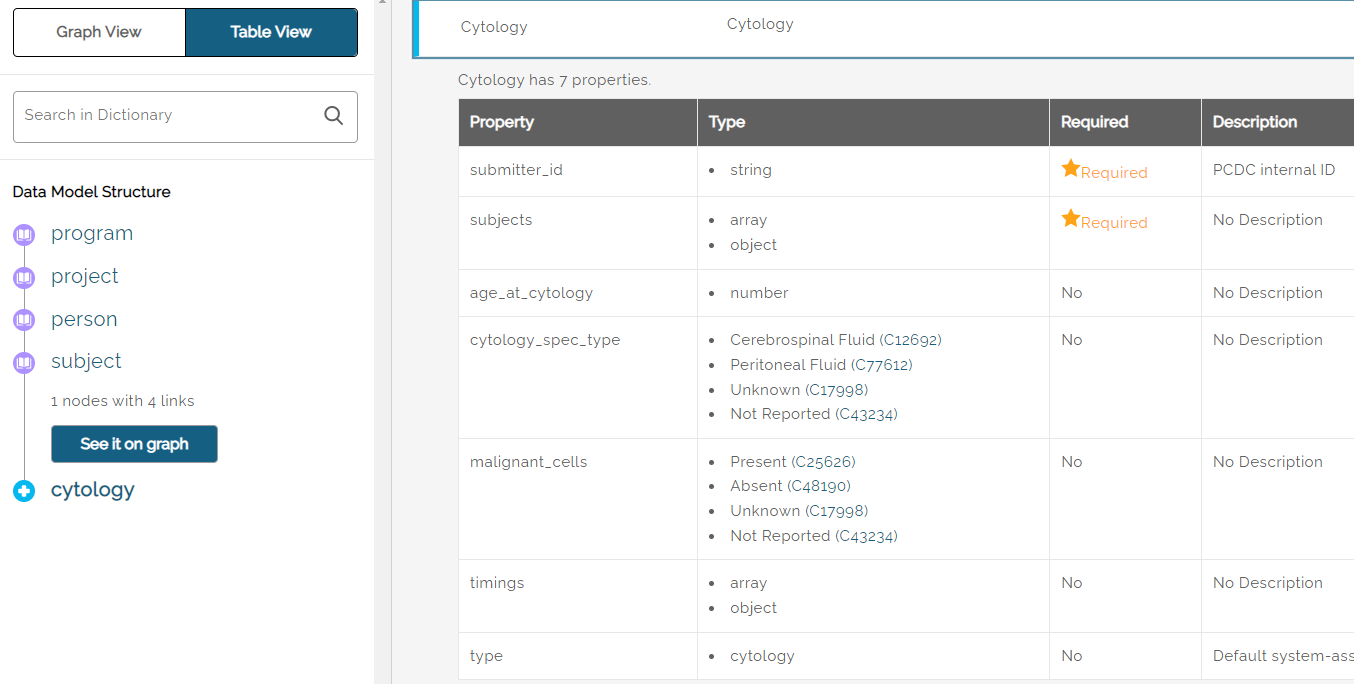 Graph View
Table View
Search in Dictionary
Data Model Structure
program
project
person
subject
1 nodes with 4 links
See it on graph
cytology
Cytology Cytology
Cytology has 7 properties.
Property Type Required Description
submitter_id string Required PCDC internal ID
subjects array Required No Description
object
age_at_cytology number No No Description
cytology_spec_type Cerebrospinal Fluid (C12692) No No Description
Peritoneal Fluid (C77612)
Unknown (C17998)
Not Reported (C43234)
malignant_cells Present (C25626) No No Description
Absent (C48190)
Unknown (C17998)
Not Reported (C43234)
timings array No No Description
object
type cytology No Default system-ass